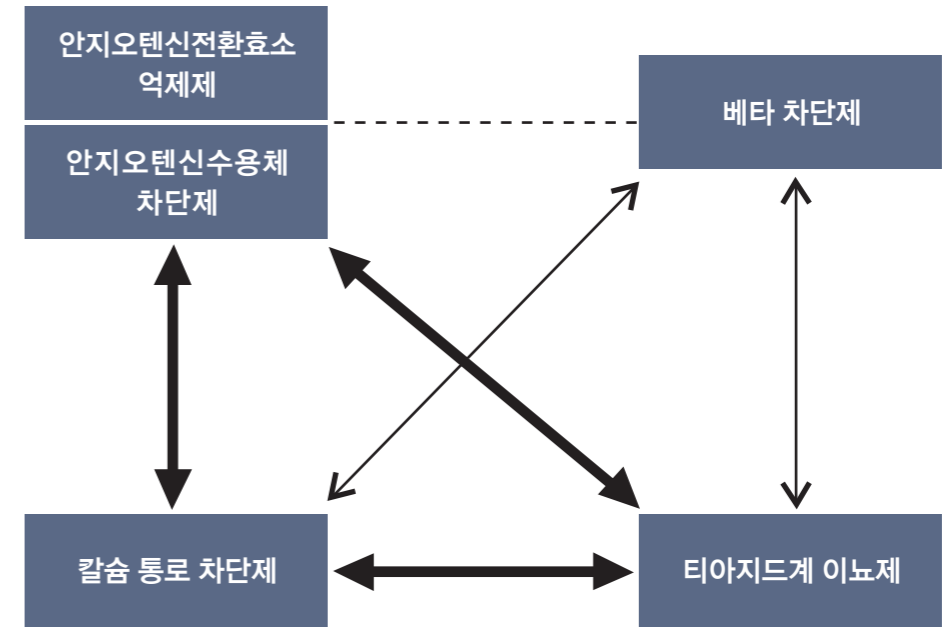 안지오텐신전환효소
억제제
베타 차단제
안지오텐신수용체
차단제
칼슘 통로 차단제
티아지드계 이뇨제